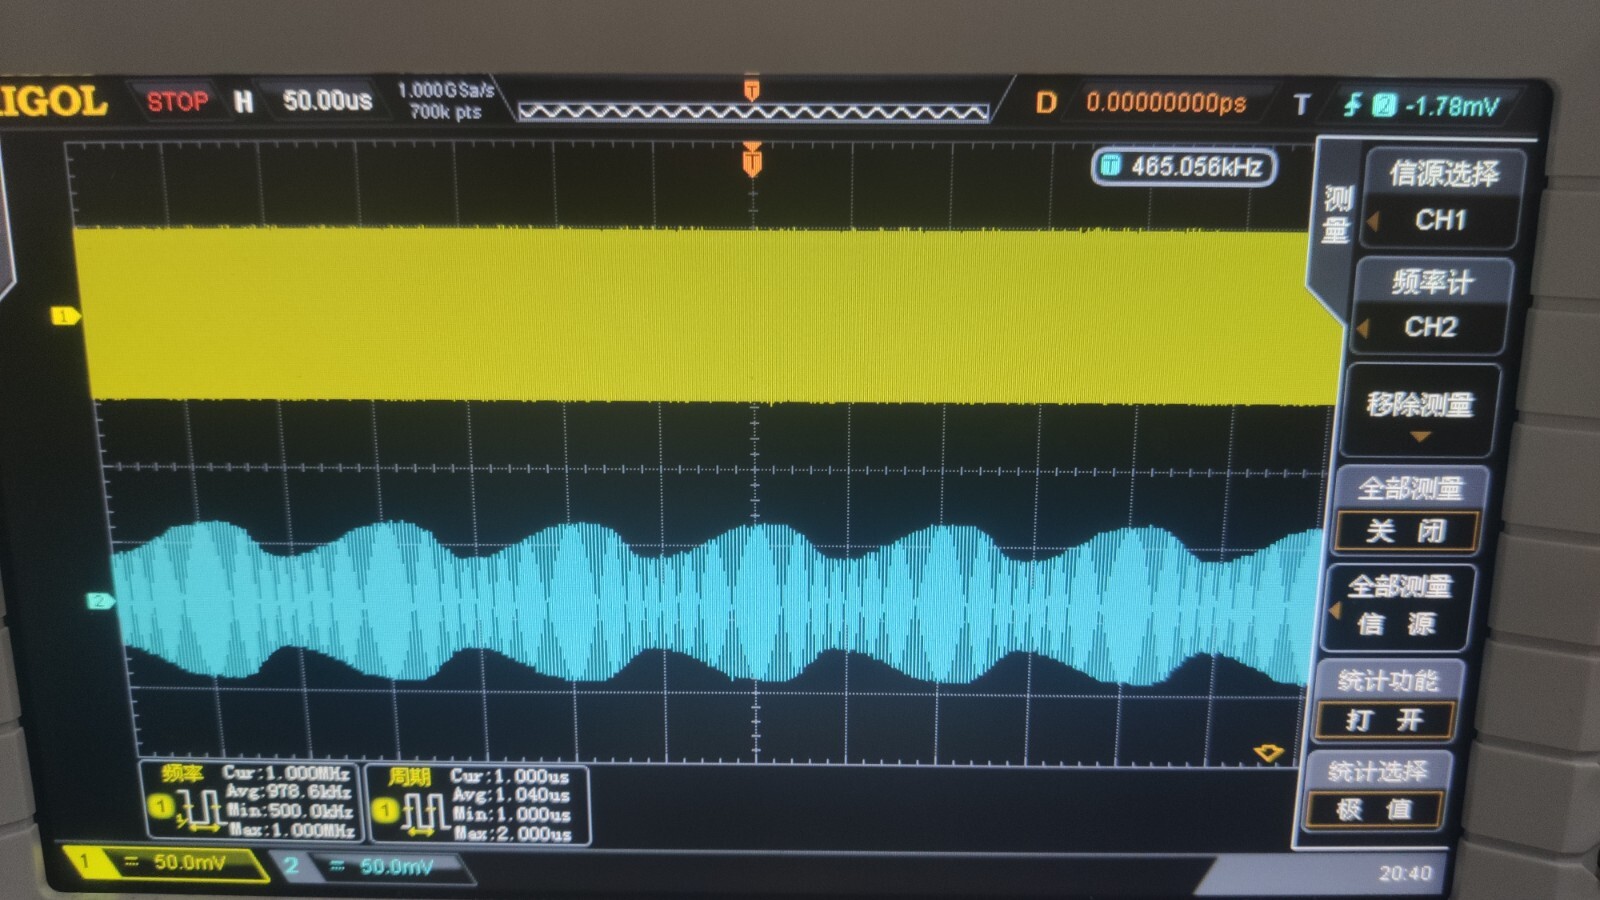 IGOL STOP H 50.00us 1.000GSa/s 700k pts T D 0.00000000ps T 2 -1.78mV
T 465.056kHz
测量
信源选择
CH1
频率计
CH2
移除测量
全部测量
关 闭
全部测量
信 源
统计功能
打 开
统计选择
极 值
T
1
2
频率 Cur:1.000MHz
Avg:978.6kHz
1 Min:500.0kHz
Max:1.000MHz
周期 Cur:1.000us
Avg:1.040us
1 Min:1.000us
Max:2.000us
1 50.0mV 2 50.0mV
20:40